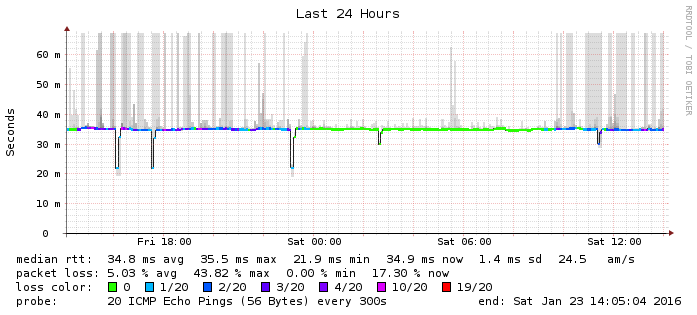 Last 24 Hours
RRDTOOL / TOBI OETIKER
Seconds
60 m
50 m
40 m
30 m
20 m
10 m
0
Fri 18:00 Sat 00:00 Sat 06:00 Sat 12:00
median rtt: 34.8 ms avg 35.5 ms max 21.9 ms min 34.9 ms now 1.4 ms sd 24.5 am/s
packet loss: 5.03 % avg 43.82 % max 0.00 % min 17.30 % now
loss color: 0 1/20 2/20 3/20 4/20 10/20 19/20
probe: 20 ICMP Echo Pings (56 Bytes) every 300s end: Sat Jan 23 14:05:04 2016